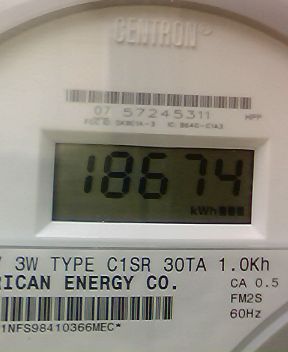 CENTRON
07 57245311 HPP
18674
kWh
3W TYPE C1SR 30TA 1.0Kh
RICAN ENERGY CO. CA 0.5
FM2S
60Hz
1NFS98410366MEC*